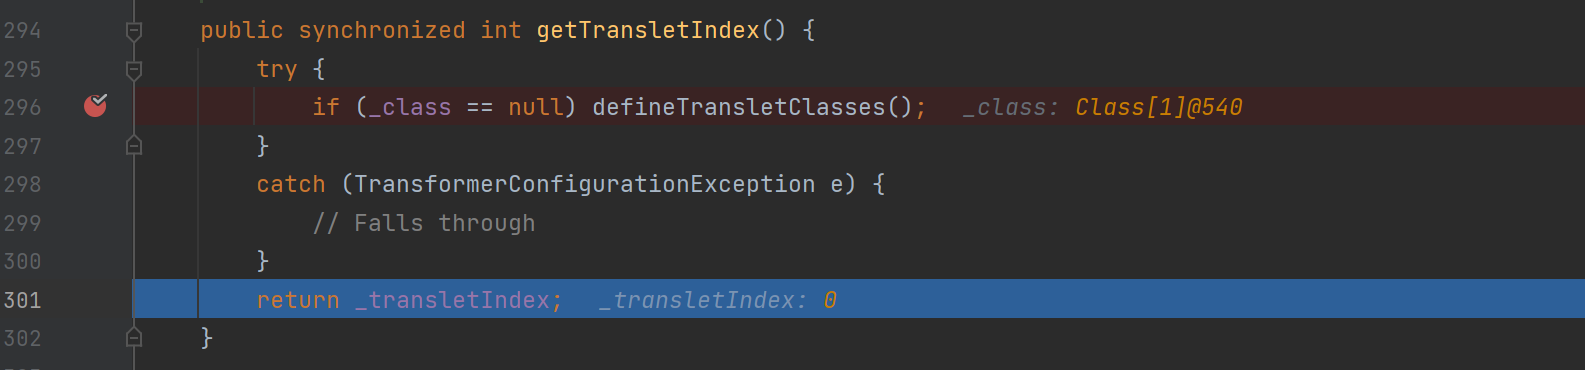 294 public synchronized int getTransletIndex() {
295 try {
296 if (_class == null) defineTransletClasses(); _class: Class[1]@540
297 }
298 catch (TransformerConfigurationException e) {
299 // Falls through
300 }
301 return _transletIndex; _transletIndex: 0
302 }